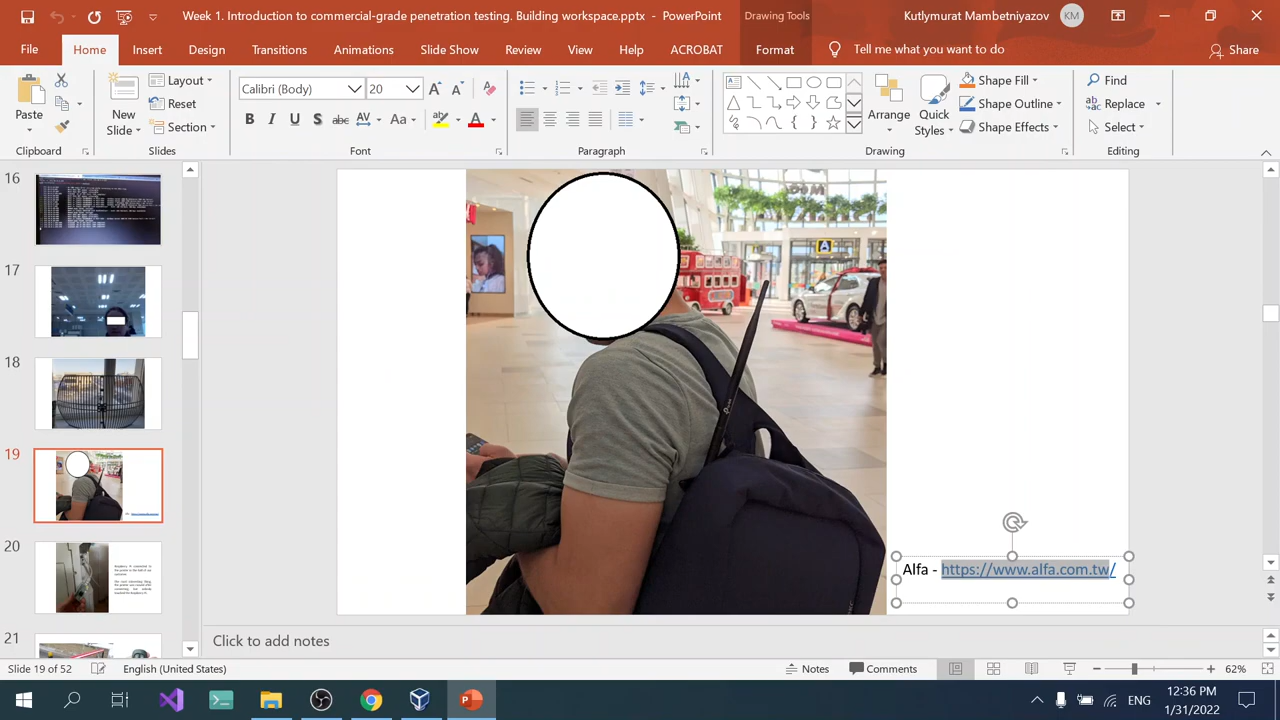 Week 1. Introduction to commercial-grade penetration testing. Building workspace.pptx - PowerPoint
Drawing Tools
Kutlymurat Mambetniyazov
KM
File
Home
Insert
Design
Transitions
Animations
Slide Show
Review
View
Help
ACROBAT
Format
Tell me what you want to do
Share
Paste
Clipboard
New Slide
Layout
Reset
Section
Slides
Calibri (Body)
20
B I U S abc AV Aa A
Font
Paragraph
Arrange
Quick Styles
Shape Fill
Shape Outline
Shape Effects
Drawing
Find
Replace
Select
Editing
16
17
18
19
20
21
A
Alfa - https://www.alfa.com.tw/
Click to add notes
Slide 19 of 52
English (United States)
Notes
Comments
62%
ENG
12:36 PM
1/31/2022